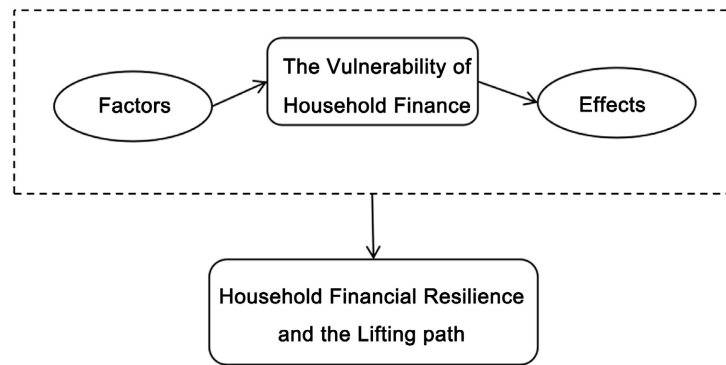 The Vulnerability of
Household Finance
Factors
Effects
Household Financial Resilience
and the Lifting path